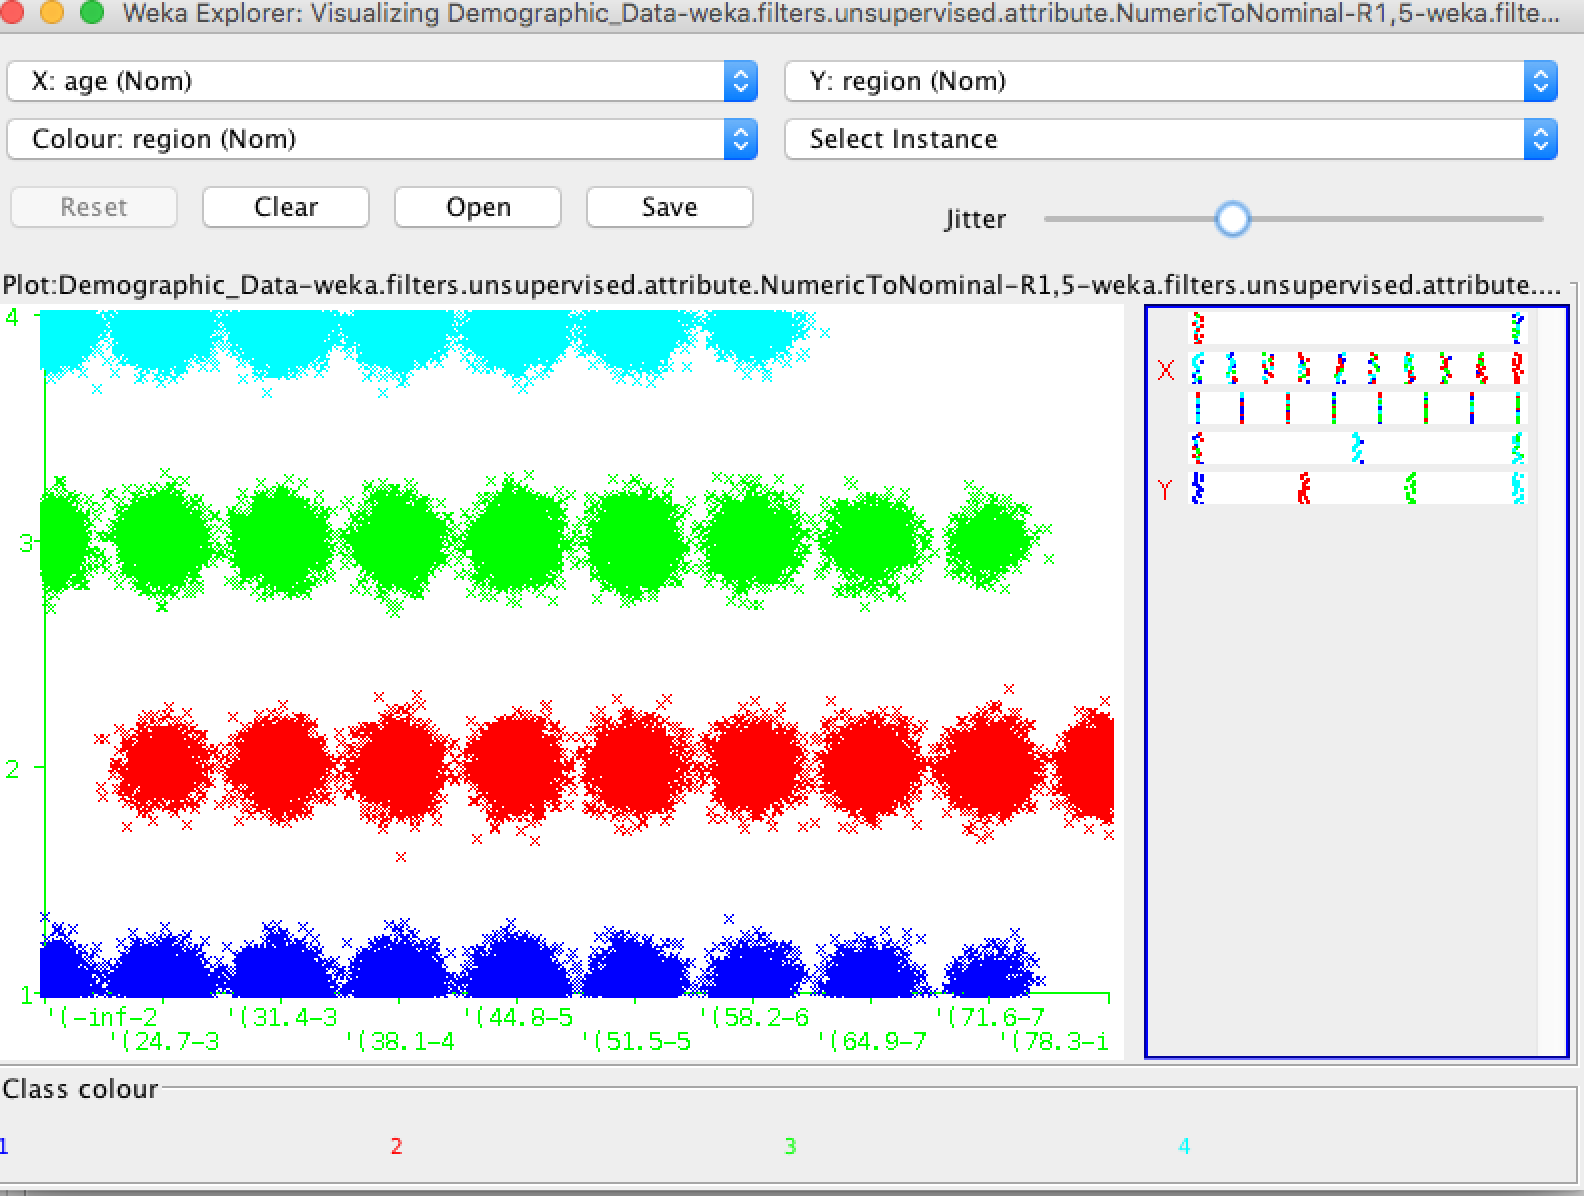 Weka Explorer: Visualizing Demographic_Data-weka.filters.unsupervised.attribute.NumericToNominal-R1,5-weka.filte...
X: age (Nom)
Y: region (Nom)
Colour: region (Nom)
Select Instance
Reset
Clear
Open
Save
Jitter
Plot:Demographic_Data-weka.filters.unsupervised.attribute.NumericToNominal-R1,5-weka.filters.unsupervised.attribute....
4
3
2
1
X
Y
'(-inf-2
'(31.4-3
'(44.8-5
'(58.2-6
'(71.6-7
'(24.7-3
'(38.1-4
'(51.5-5
'(64.9-7
'(78.3-i
Class colour
1
2
3
4